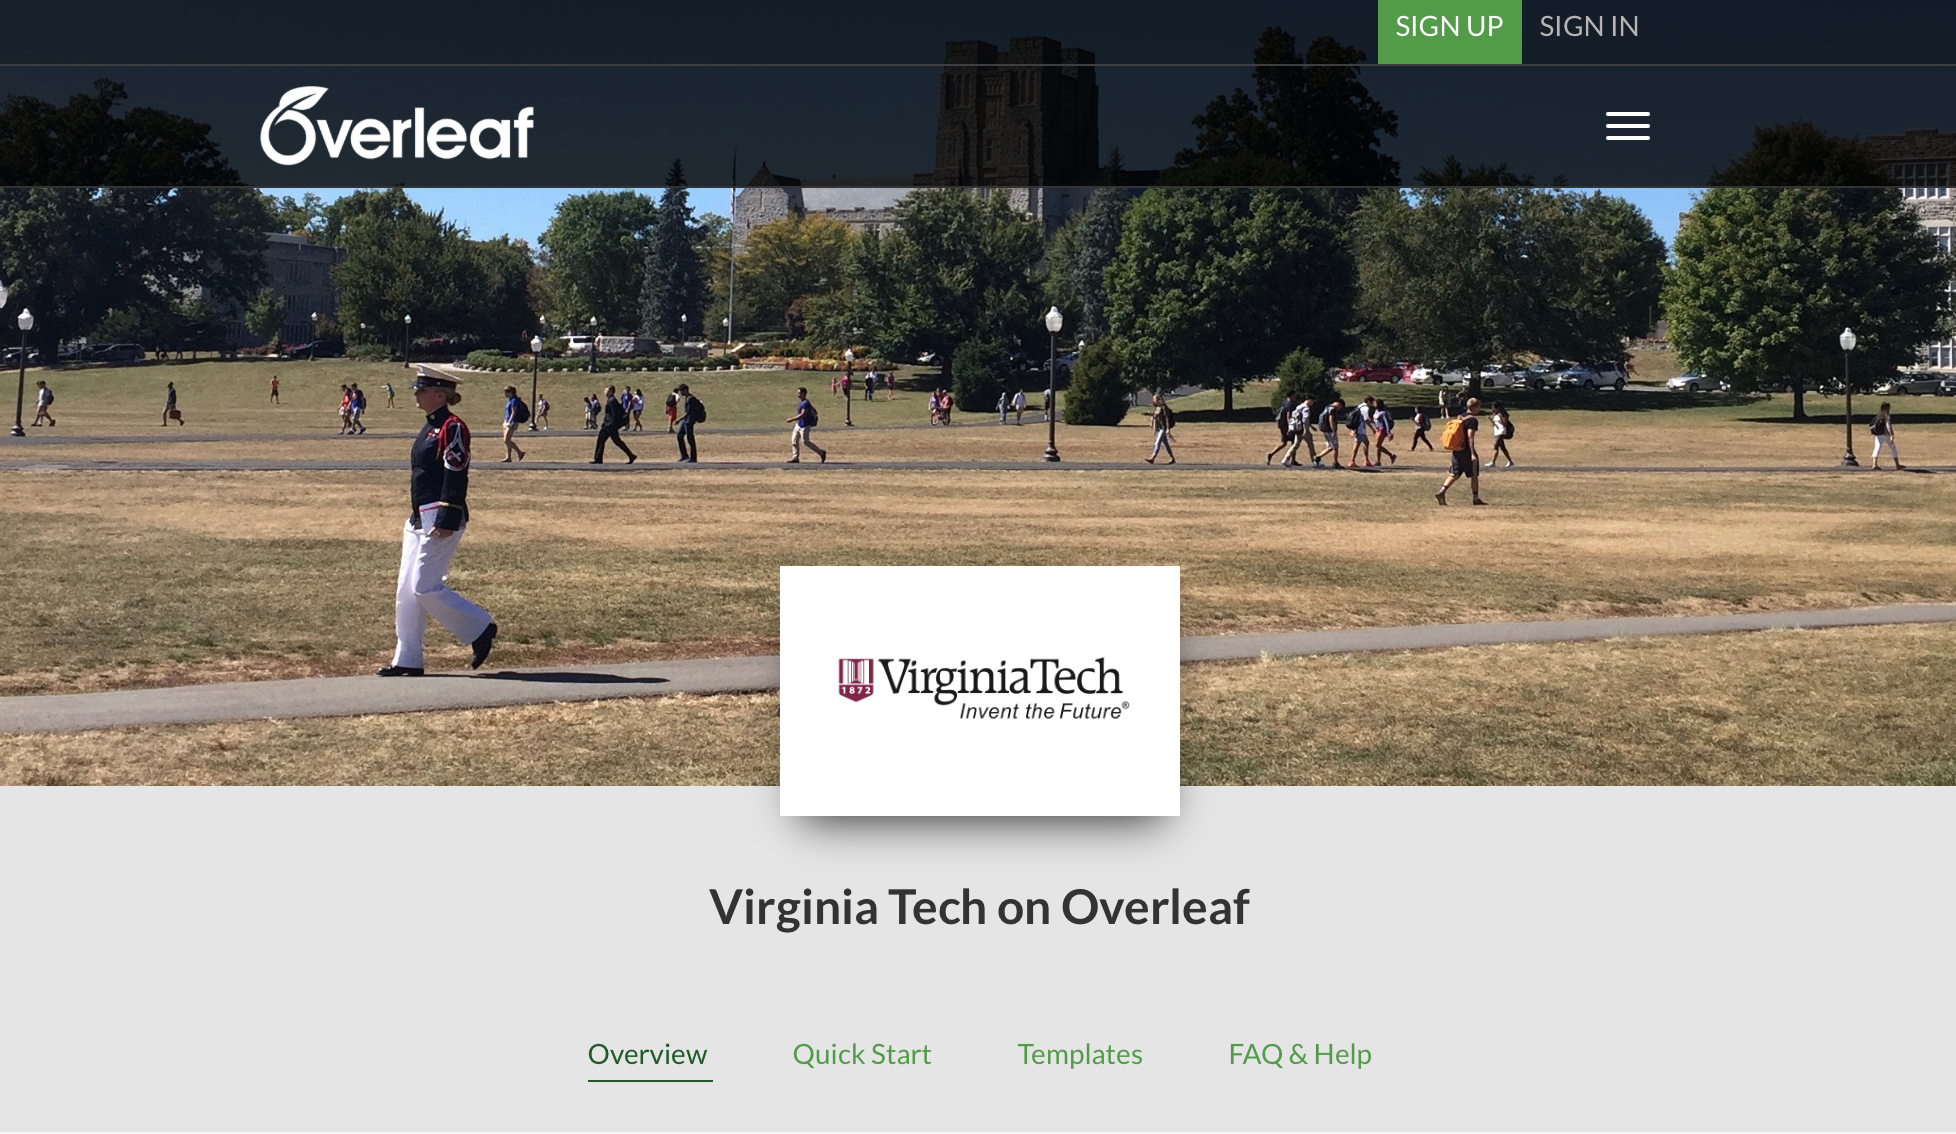 SIGN UP SIGN IN
Overleaf
1872
VirginiaTech
Invent the Future®
Virginia Tech on Overleaf
Overview Quick Start Templates FAQ & Help